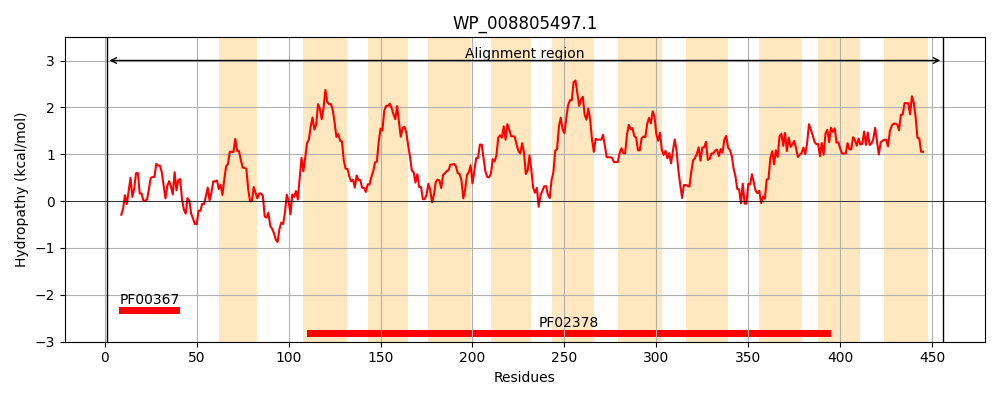 WP_008805497.1
Alignment region
3
2
1
0
−1
−2
−3
Hydropathy (kcal/mol)
PF00367
PF02378
0
50
100
150
200
250
300
350
400
450
Residues